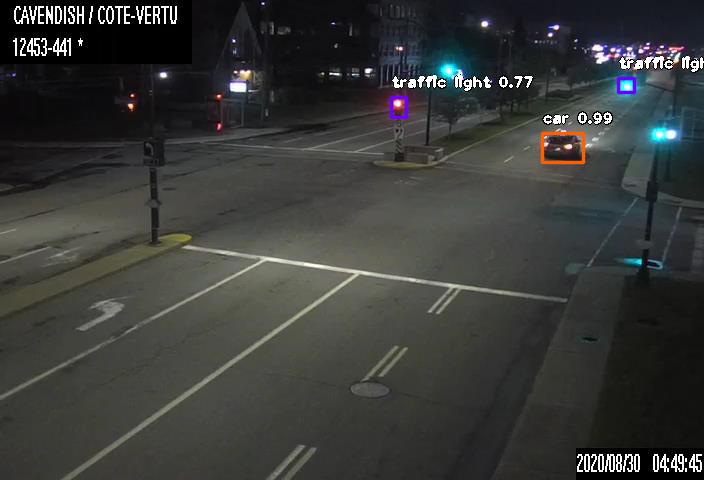 CAVENDISH / COTE-VERTU
12453-441 *
traffic ligh
traffic light 0.77
car 0.99
2020/08/30 04:49:45